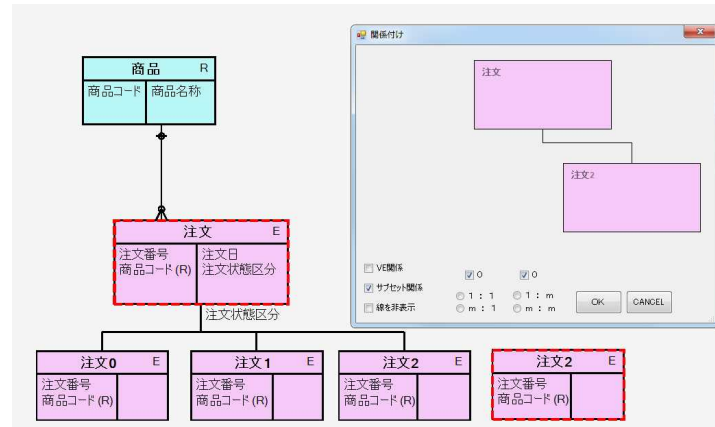 関係付け
商品 R
商品コード 商品名称
注文
注文2
注文 E
注文番号 注文日
商品コード(R) 注文状態区分
注文状態区分
VE関係
サブセット関係
線を非表示
0 0
1 : 1 1 : m
m : 1 m : m
OK CANCEL
注文0 E
注文番号
商品コード(R)
注文1 E
注文番号
商品コード(R)
注文2 E
注文番号
商品コード(R)
注文2 E
注文番号
商品コード(R)